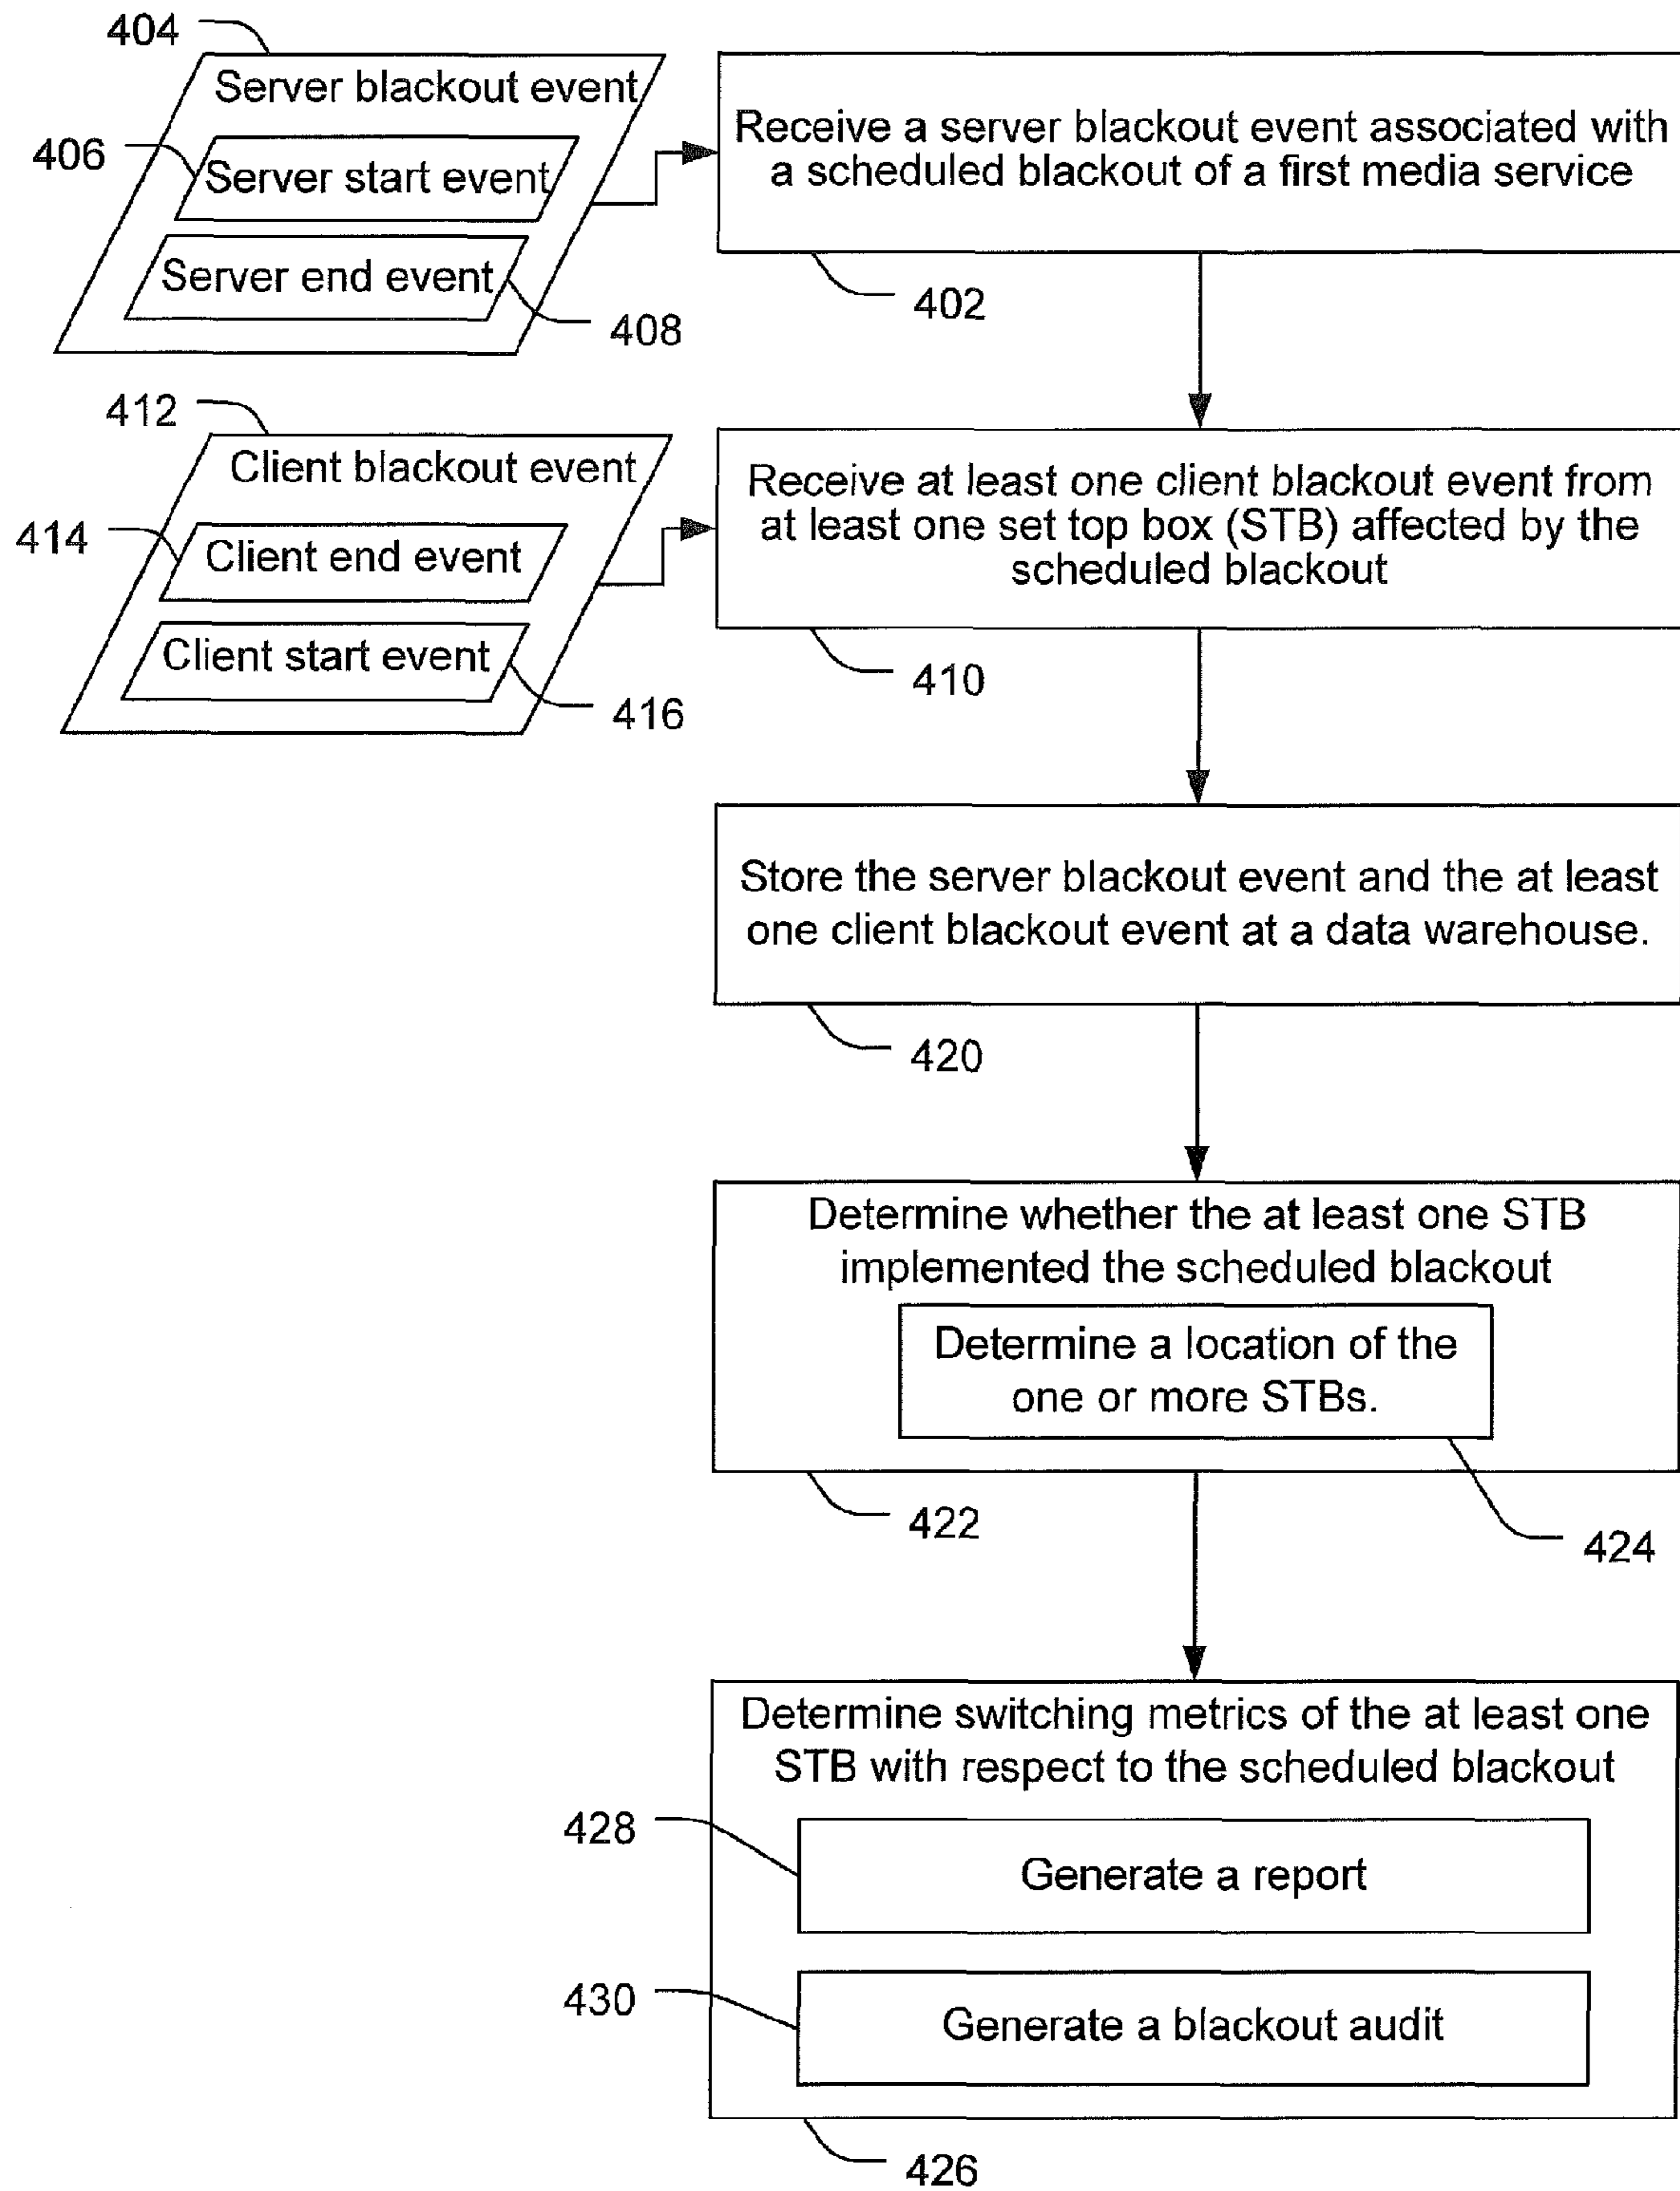 404
Server blackout event
406
Server start event
Server end event
408
Receive a server blackout event associated with
a scheduled blackout of a first media service
402
412
Client blackout event
414
Client end event
Client start event
416
Receive at least one client blackout event from
at least one set top box (STB) affected by the
scheduled blackout
410
Store the server blackout event and the at least
one client blackout event at a data warehouse.
420
Determine whether the at least one STB
implemented the scheduled blackout
Determine a location of the
one or more STBs.
422
424
Determine switching metrics of the at least one
STB with respect to the scheduled blackout
428
Generate a report
430
Generate a blackout audit
426